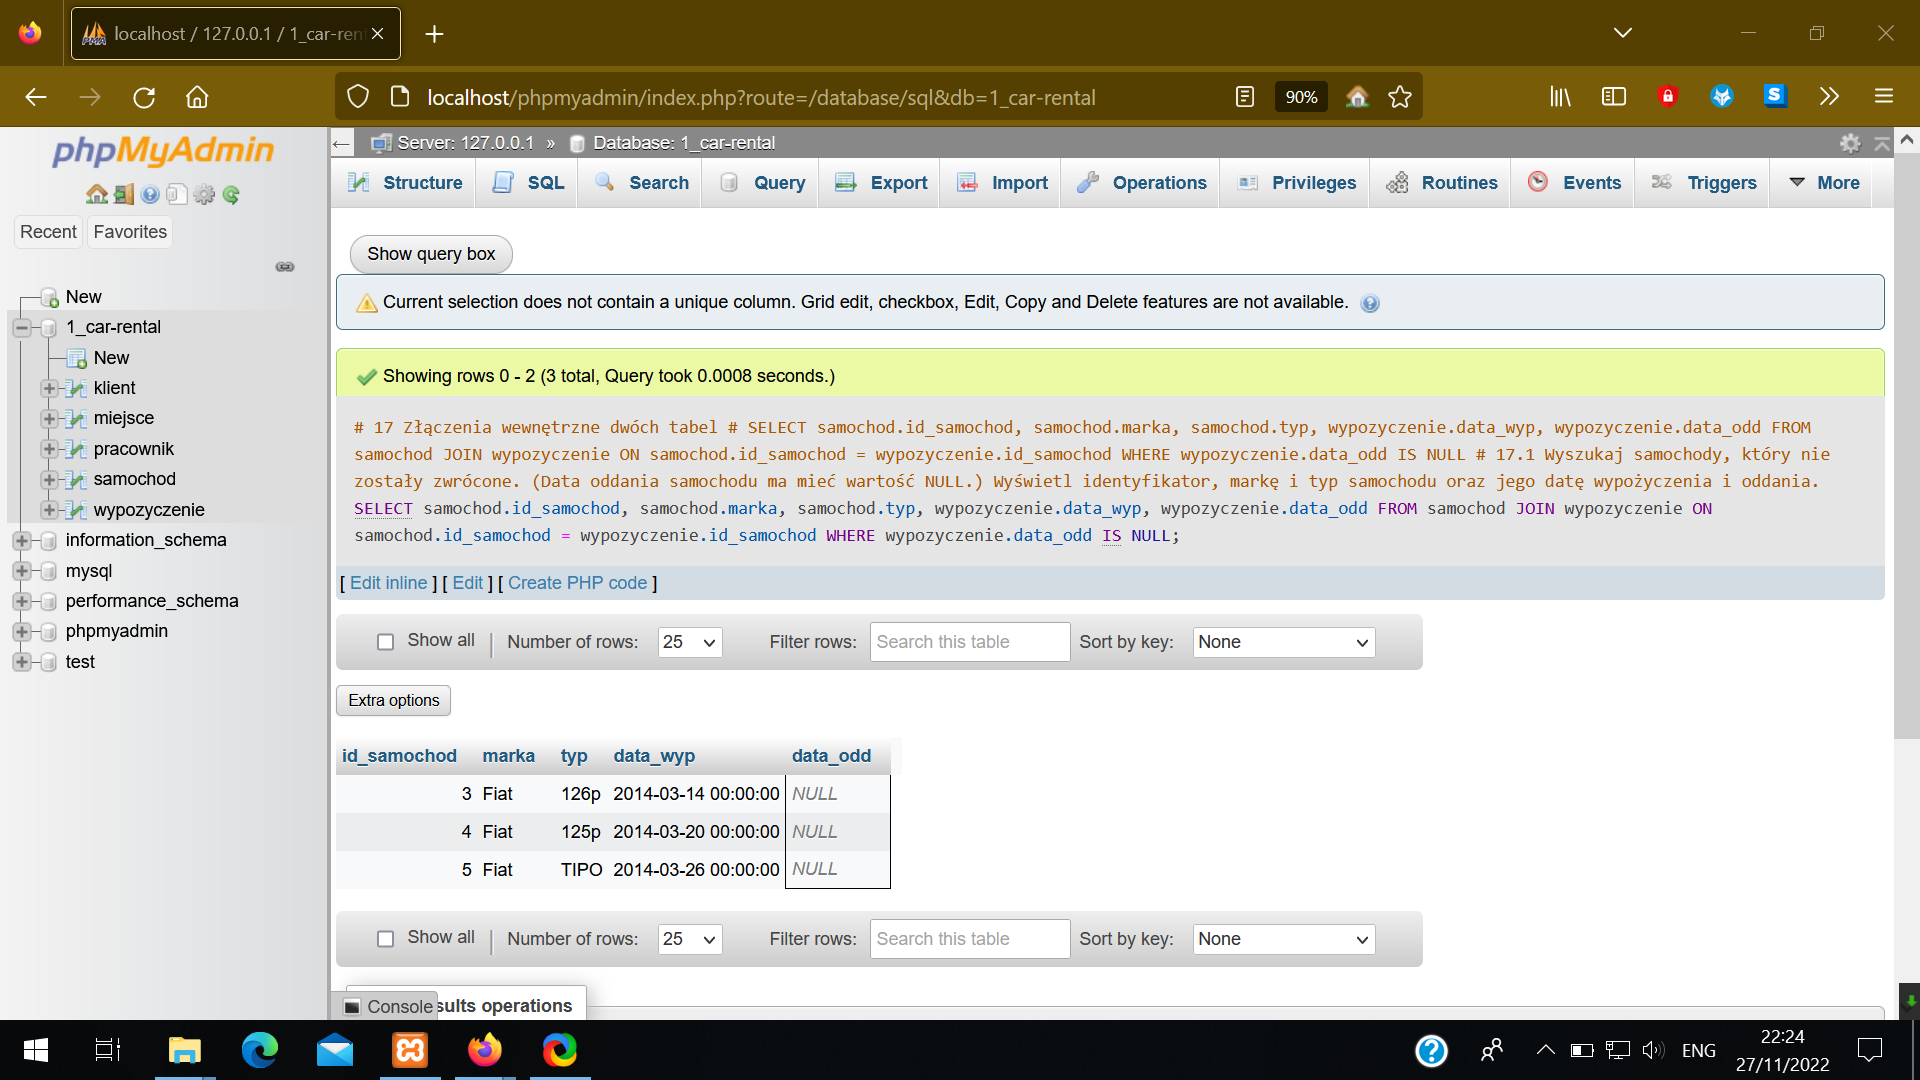 localhost / 127.0.0.1 / 1_car-ren
localhost/phpmyadmin/index.php?route=/database/sql&db=1_car-rental
90%
phpMyAdmin
Recent
Favorites
New
1_car-rental
New
klient
miejsce
pracownik
samochod
wypozyczenie
information_schema
mysql
performance_schema
phpmyadmin
test
Server: 127.0.0.1 » Database: 1_car-rental
Structure SQL Search Query Export Import Operations Privileges Routines Events Triggers More
Show query box
Current selection does not contain a unique column. Grid edit, checkbox, Edit, Copy and Delete features are not available.
Showing rows 0 - 2 (3 total, Query took 0.0008 seconds.)
# 17 Złączenia wewnętrzne dwóch tabel # SELECT samochod.id_samochod, samochod.marka, samochod.typ, wypozyczenie.data_wyp, wypozyczenie.data_odd FROM
samochod JOIN wypozyczenie ON samochod.id_samochod = wypozyczenie.id_samochod WHERE wypozyczenie.data_odd IS NULL # 17.1 Wyszukaj samochody, który nie
zostały zwrócone. (Data oddania samochodu ma mieć wartość NULL.) Wyświetl identyfikator, markę i typ samochodu oraz jego datę wypożyczenia i oddania.
SELECT samochod.id_samochod, samochod.marka, samochod.typ, wypozyczenie.data_wyp, wypozyczenie.data_odd FROM samochod JOIN wypozyczenie ON
samochod.id_samochod = wypozyczenie.id_samochod WHERE wypozyczenie.data_odd IS NULL;
[ Edit inline ] [ Edit ] [ Create PHP code ]
Show all | Number of rows: 25 Filter rows: Search this table Sort by key: None
Extra options
id_samochod marka typ data_wyp data_odd
3 Fiat 126p 2014-03-14 00:00:00 NULL
4 Fiat 125p 2014-03-20 00:00:00 NULL
5 Fiat TIPO 2014-03-26 00:00:00 NULL
Show all | Number of rows: 25 Filter rows: Search this table Sort by key: None
Console
sults operations
ENG
22:24
27/11/2022